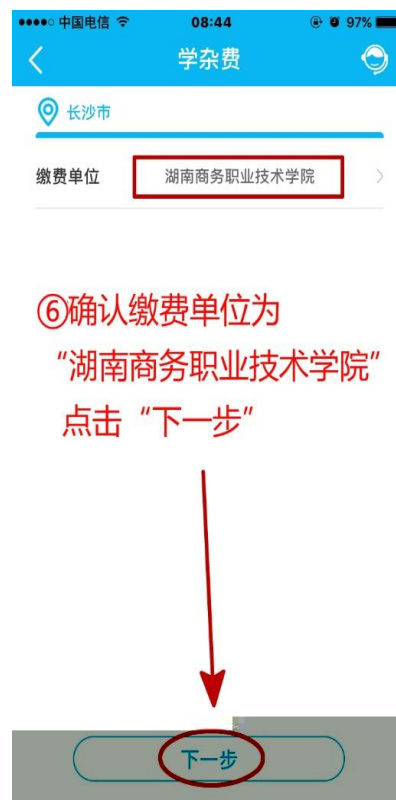 中国电信 08:44 97%
学杂费
长沙市
缴费单位 湖南商务职业技术学院
⑥确认缴费单位为
“湖南商务职业技术学院”
点击“下一步”
下一步